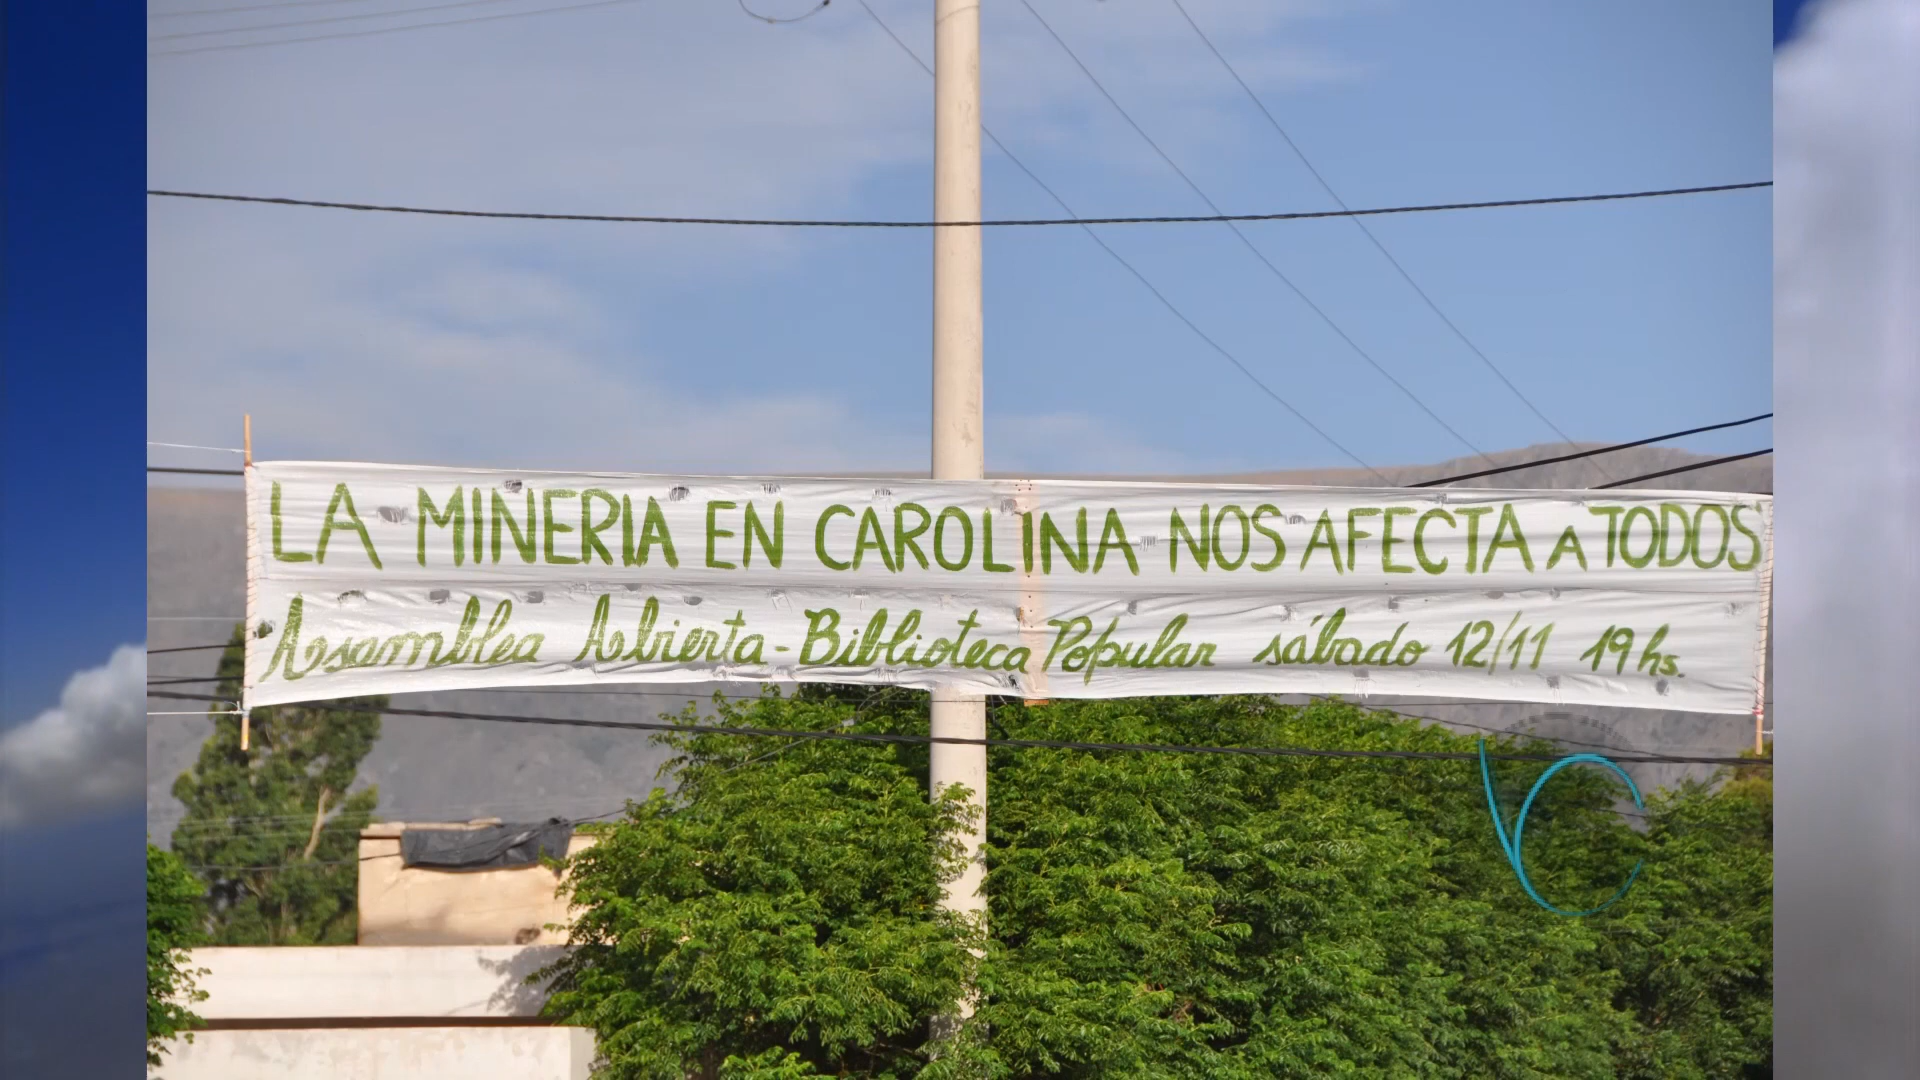 LA MINERIA EN CAROLINA NOS AFECTA A TODOS
Asamblea Abierta - Biblioteca Popular sábado 12/11 19 hs.